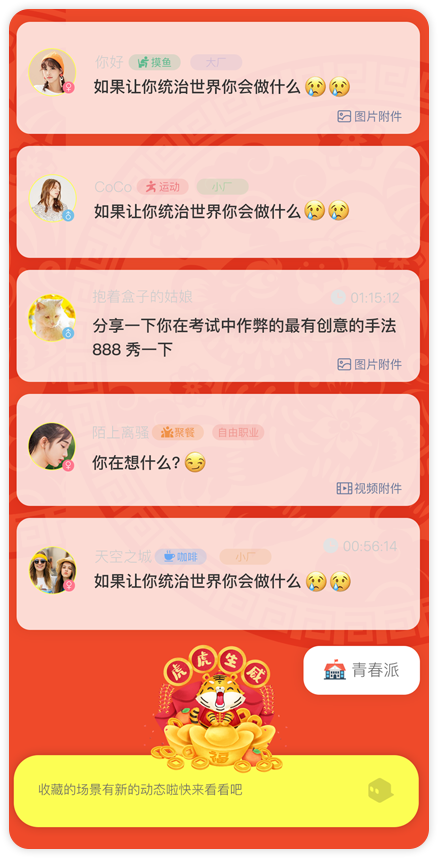 你好 摸鱼 大厂
如果让你统治世界你会做什么 😢😢
图片附件
CoCo 运动 小厂
如果让你统治世界你会做什么 😢😢
抱着盒子的姑娘 01:15:12
分享一下你在考试中作弊的最有创意的手法
888 秀一下
图片附件
陌上离骚 聚餐 自由职业
你在想什么? 😏
视频附件
00:56:14
天空之城 咖啡 小厂
如果让你统治世界你会做什么 😢😢
虎虎生威
青春派
福
收藏的场景有新的动态啦快来看看吧